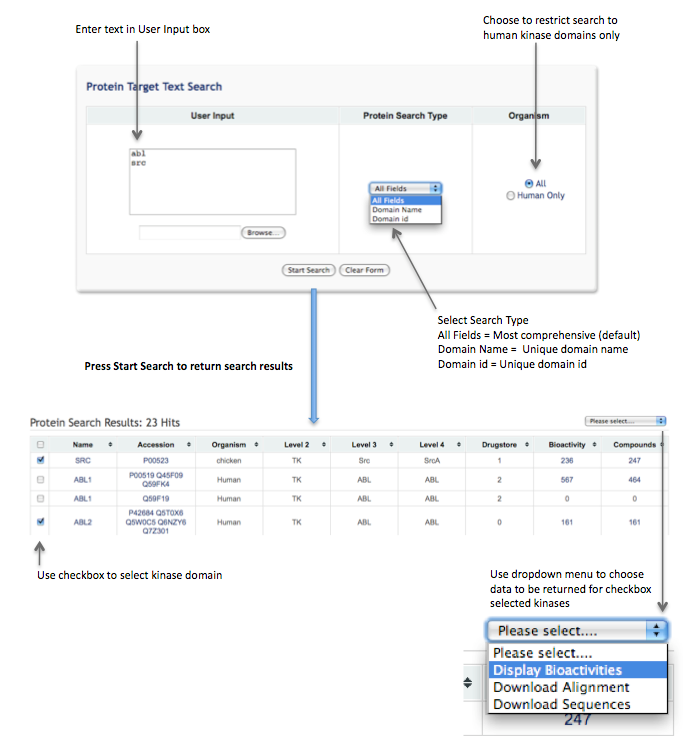 Enter text in User Input box
Choose to restrict search to
human kinase domains only
Protein Target Text Search
User Input
Protein Search Type
Organism
abl
src
All Fields
All Fields
Domain Name
Domain id
All
Human Only
Browse...
Start Search
Clear Form
Select Search Type
All Fields = Most comprehensive (default)
Domain Name = Unique domain name
Domain id = Unique domain id
Press Start Search to return search results
Protein Search Results: 23 Hits
Please select....
Name Accession Organism Level 2 Level 3 Level 4 Drugstore Bioactivity Compounds
SRC P00523 chicken TK Src SrcA 1 236 247
ABL1 P00519 Q45F09 Human TK ABL ABL 2 567 464
Q59FK4
ABL1 Q59F19 Human TK ABL ABL 2 0 0
ABL2 P42684 Q5T0X6 Human TK ABL ABL 0 161 161
Q5W0C5 Q6NZY6
Q7Z301
Use checkbox to select kinase domain
Use dropdown menu to choose
data to be returned for checkbox
selected kinases
Please select....
Please select....
Display Bioactivities
Download Alignment
Download Sequences
247